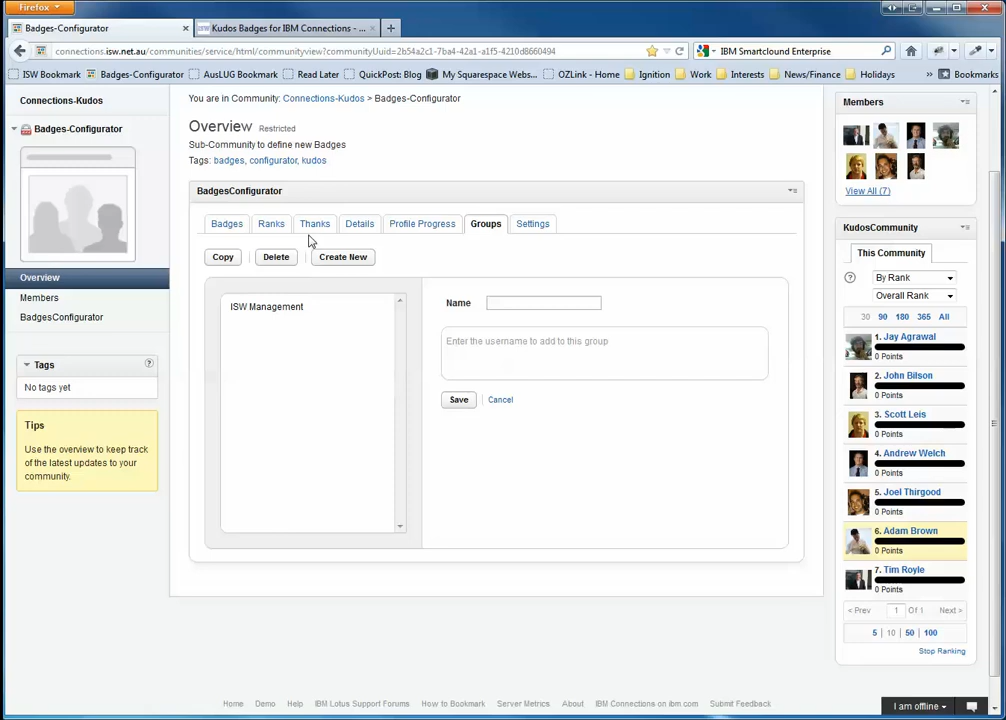 Firefox
Badges-Configurator
Kudos Badges for IBM Connections - ...
connections.isw.net.au/communities/service/html/communityview?communityUuid=2b54a2c1-7ba4-42a1-a1f5-4210d8660494
IBM Smartclound Enterprise
ISW Bookmark
Badges-Configurator
AusLUG Bookmark
Read Later
QuickPost: Blog
My Squarespace Webs...
OZLink - Home
Ignition
Work
Interests
News/Finance
Holidays
»
Bookmarks
Connections-Kudos
Badges-Configurator
Overview
Members
BadgesConfigurator
Tags
?
No tags yet
Tips
Use the overview to keep track
of the latest updates to your
community.
You are in Community: Connections-Kudos > Badges-Configurator
Overview Restricted
Sub-Community to define new Badges
Tags: badges, configurator, kudos
BadgesConfigurator
Badges
Ranks
Thanks
Details
Profile Progress
Groups
Settings
Copy
Delete
Create New
ISW Management
Name
Enter the username to add to this group
Save
Cancel
Members
View All (7)
KudosCommunity
This Community
?
By Rank
Overall Rank
30 90 180 365 All
1. Jay Agrawal
0 Points
2. John Bilson
0 Points
3. Scott Leis
0 Points
4. Andrew Welch
0 Points
5. Joel Thirgood
0 Points
6. Adam Brown
0 Points
7. Tim Royle
0 Points
< Prev 1 Of 1 Next >
5 | 10 | 50 | 100
Stop Ranking
Home
Demo
Help
IBM Lotus Support Forums
How to Bookmark
Server Metrics
About
IBM Connections on ibm.com
Submit Feedback
I am offline